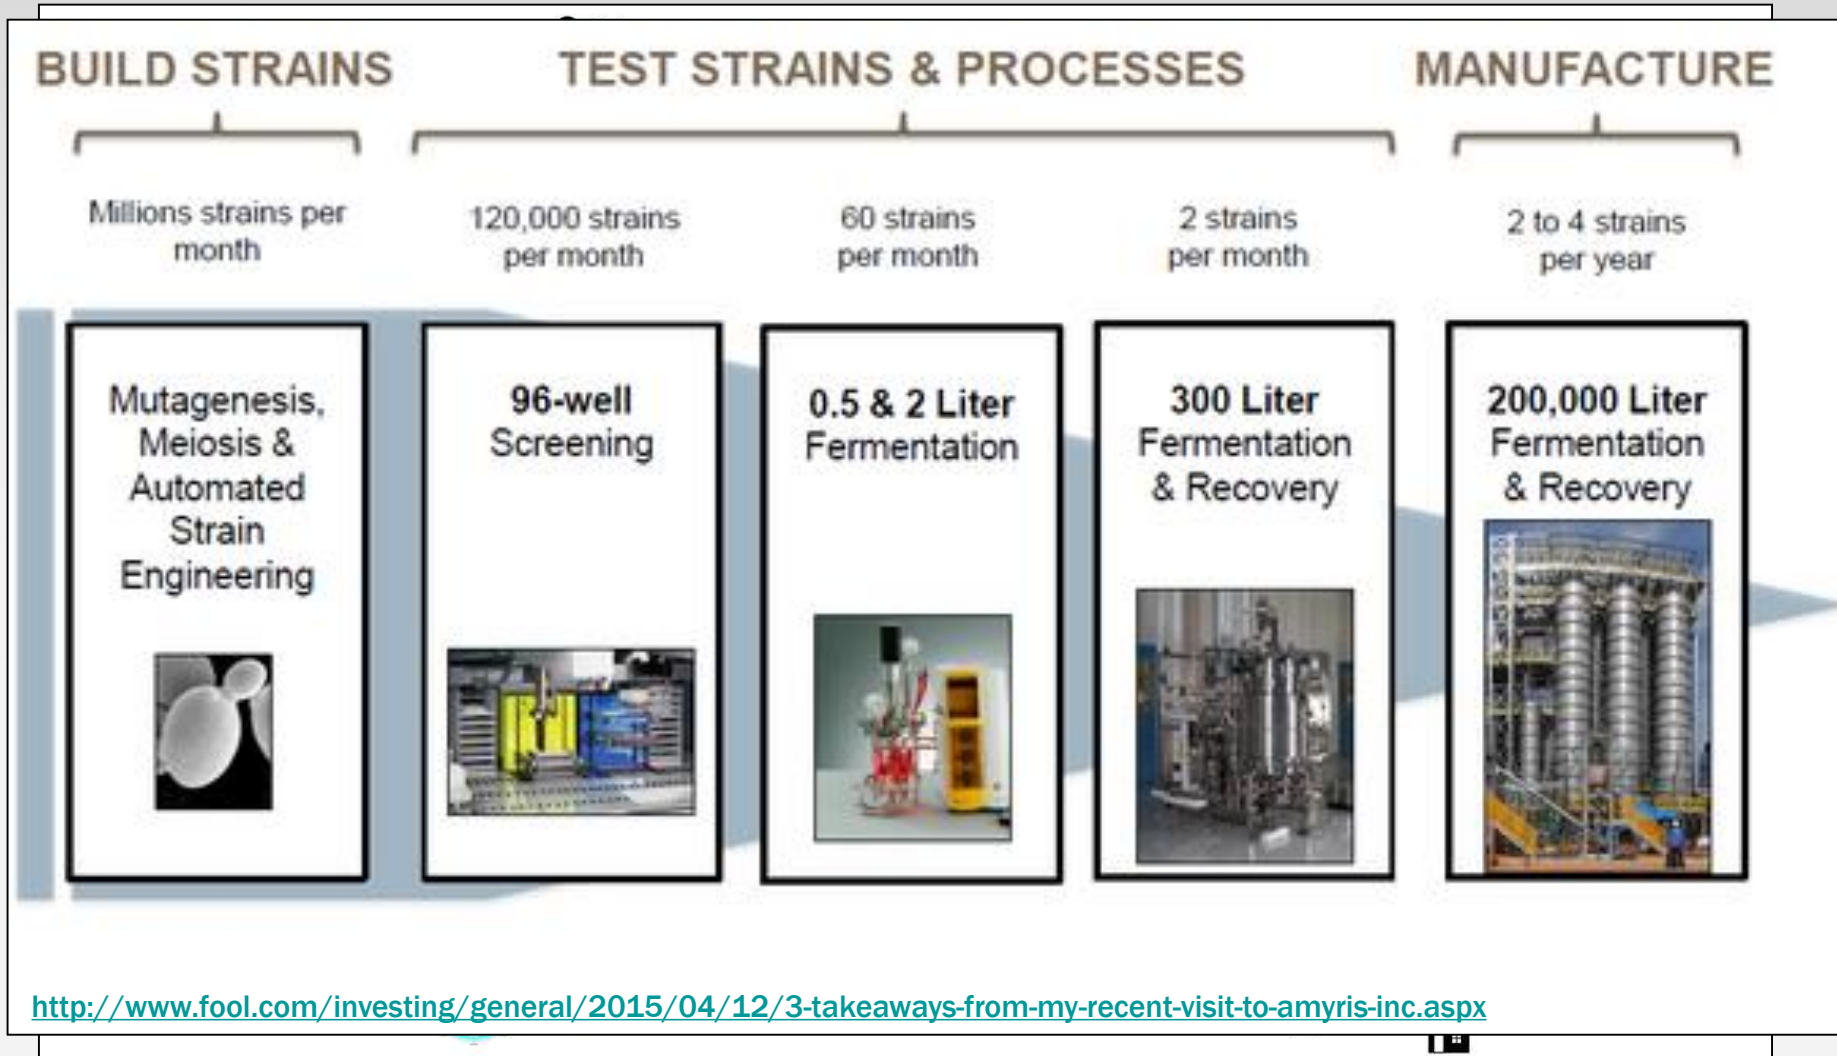 BUILD STRAINS
TEST STRAINS & PROCESSES
MANUFACTURE
Millions strains per
month
120,000 strains
per month
60 strains
per month
2 strains
per month
2 to 4 strains
per year
Mutagenesis,
Meiosis &
Automated
Strain
Engineering
96-well
Screening
0.5 & 2 Liter
Fermentation
300 Liter
Fermentation
& Recovery
200,000 Liter
Fermentation
& Recovery
http://www.fool.com/investing/general/2015/04/12/3-takeaways-from-my-recent-visit-to-amyris-inc.aspx